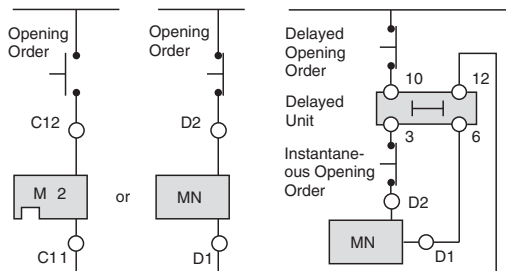 Opening
Order
C12
M 2
C11
or
Opening
Order
D2
MN
D1
Delayed
Opening
Order
10
12
Delayed
Unit
3
6
Instantane-
ous Opening
Order
D2
MN
D1